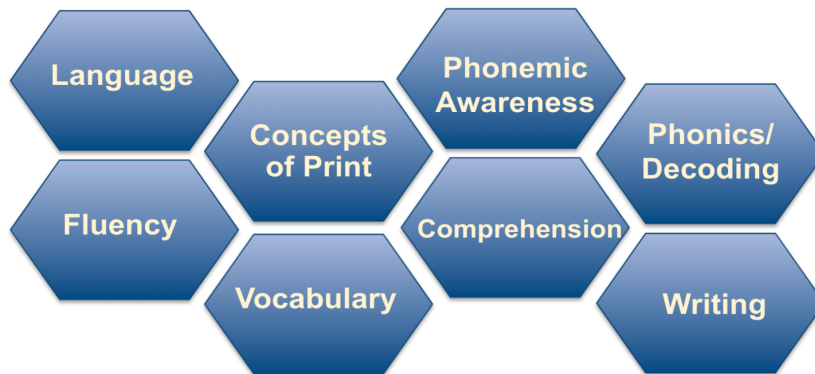 Language
Phonemic
Awareness
Concepts
of Print
Phonics/
Decoding
Fluency
Comprehension
Vocabulary
Writing